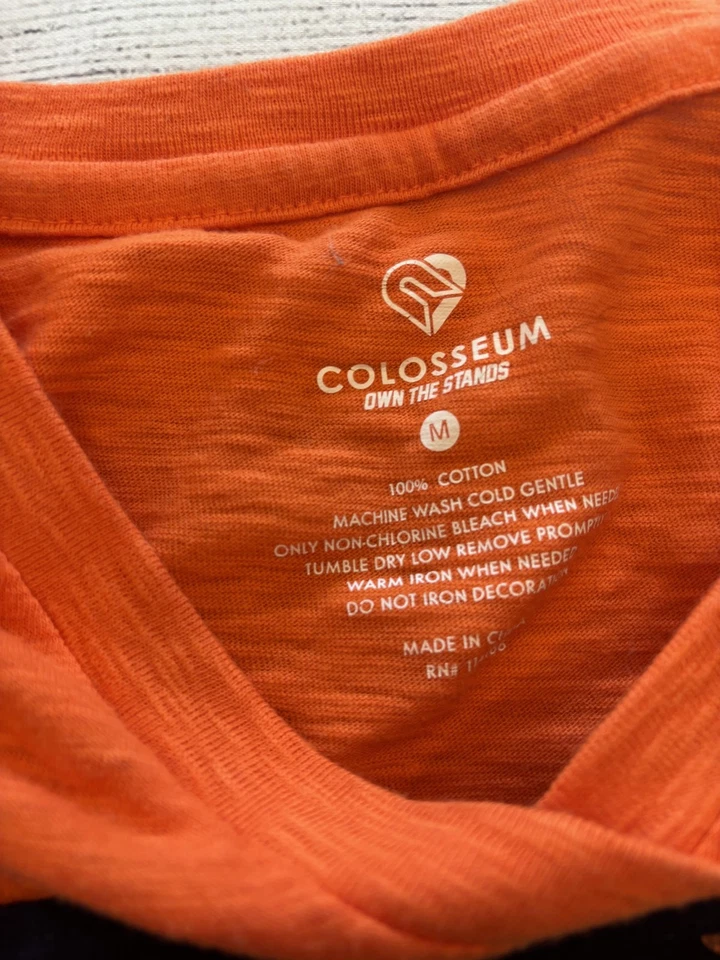 COLOSSEUM
OWN THE STANDS
M
100% COTTON
MACHINE WASH COLD GENTLE
ONLY NON-CHLORINE BLEACH WHEN
TUMBLE DRY LOW REMOVE
WARM IRON WHEN NEEDED
DO NOT IRON
MADE IN
RN#